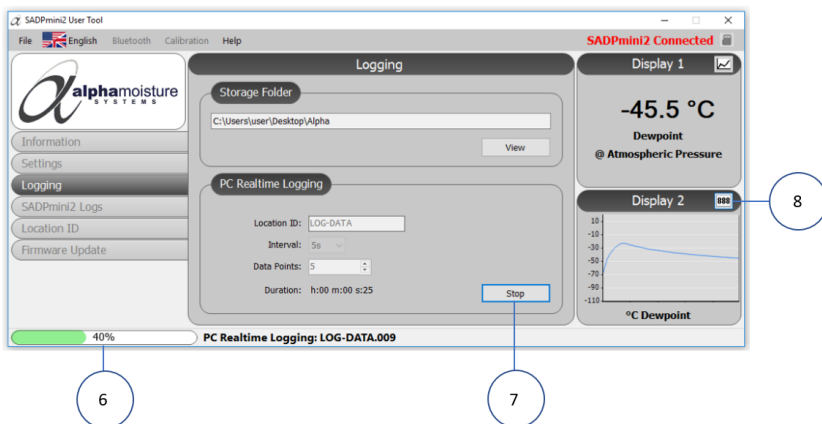 SADPmini2 User Tool
File English Bluetooth Calibration Help
SADPmini2 Connected
alphamoisture
SYSTEMS
Information
Settings
Logging
SADPmini2 Logs
Location ID
Firmware Update
Logging
Storage Folder
C:\Users\user\Desktop\Alpha
View
PC Realtime Logging
Location ID: LOG-DATA
Interval: 5s
Data Points: 5
Duration: h:00 m:00 s:25
Stop
Display 1
-45.5 °C
Dewpoint
@ Atmospheric Pressure
Display 2 888
10
-10
-30
-50
-70
-90
-110
°C Dewpoint
40% PC Realtime Logging: LOG-DATA.009
6
7
8